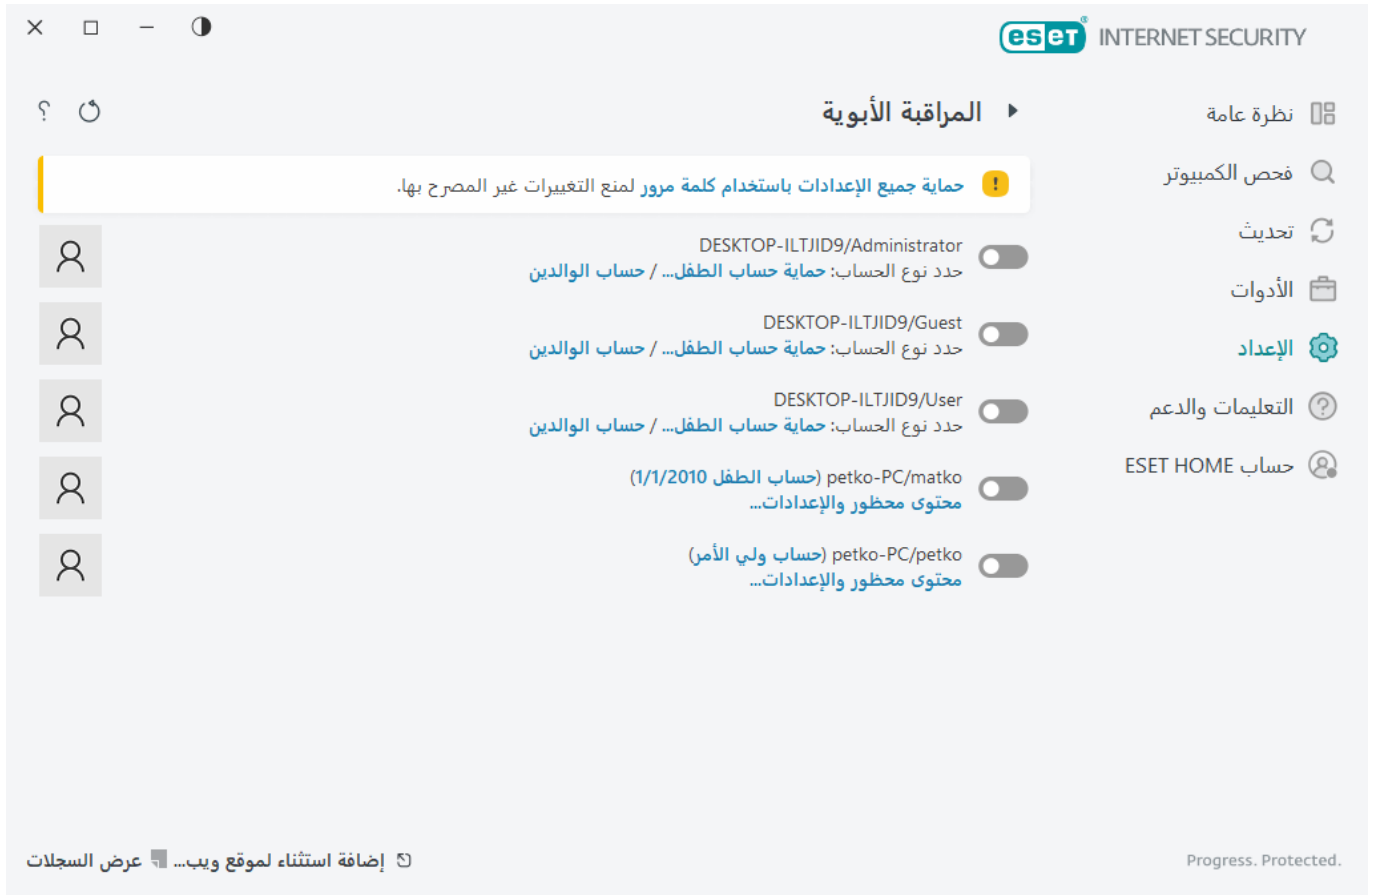 eseT® INTERNET SECURITY
نظرة عامة
فحص الكمبيوتر
تحديث
الأدوات
الإعداد
التعليمات والدعم
حساب ESET HOME
المراقبة الأبوية
؟
! حماية جميع الإعدادات باستخدام كلمة مرور لمنع التغييرات غير المصرح بها.
DESKTOP-ILTJID9/Administrator
حدد نوع الحساب: حماية حساب الطفل... / حساب الوالدين
DESKTOP-ILTJID9/Guest
حدد نوع الحساب: حماية حساب الطفل... / حساب الوالدين
DESKTOP-ILTJID9/User
حدد نوع الحساب: حماية حساب الطفل... / حساب الوالدين
petko-PC/matko (حساب الطفل 1/1/2010)
محتوى محظور والإعدادات...
petko-PC/petko (حساب ولي الأمر)
محتوى محظور والإعدادات...
إضافة استثناء لموقع ويب... عرض السجلات
Progress. Protected.